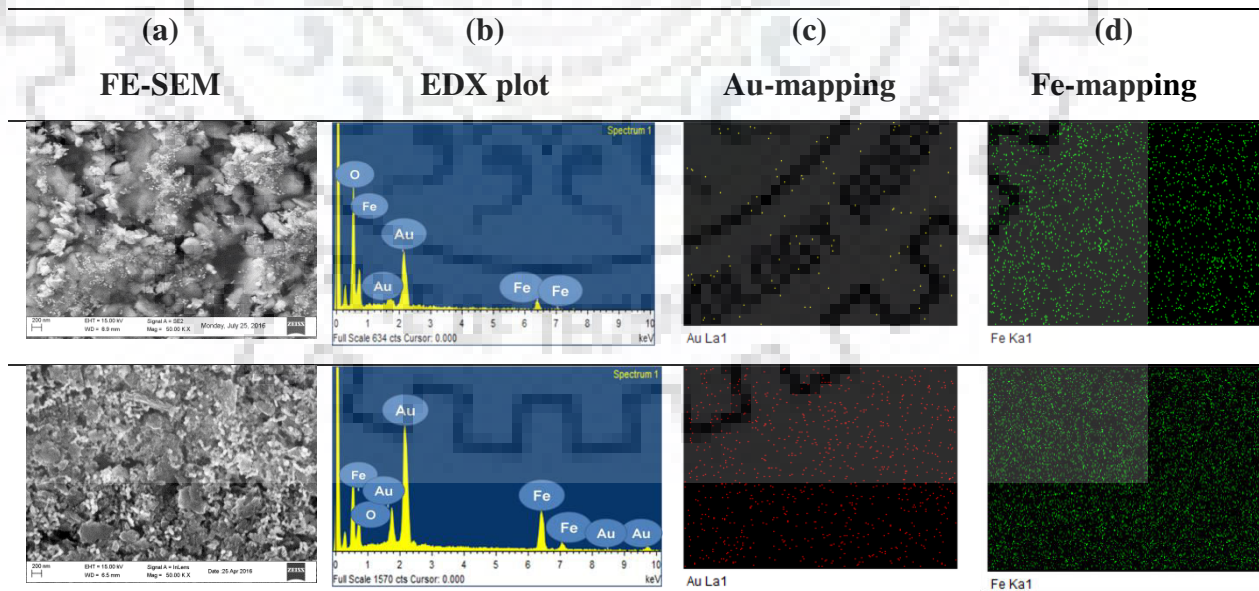 (a) (b) (c) (d)
FE-SEM EDX plot Au-mapping Fe-mapping
Spectrum 1
O
Fe
Au
Au
Fe Fe
0 1 2 3 4 5 6 7 8 9 10
Full Scale 634 cts Cursor: 0.000 keV
200 nm EHT = 15.00 kV Signal A = SE2 Monday, July 25, 2016 ZEISS
WD = 8.9 mm Mag = 50.00 K X
Au La1
Fe Ka1
Spectrum 1
Au
Fe
Au
O
Fe
Fe Au Au
0 1 2 3 4 5 6 7 8 9 10
Full Scale 1570 cts Cursor: 0.000 keV
200 nm EHT = 15.00 kV Signal A = InLens Date :25 Apr 2016 ZEISS
WD = 6.5 mm Mag = 50.00 K X
Au La1
Fe Ka1